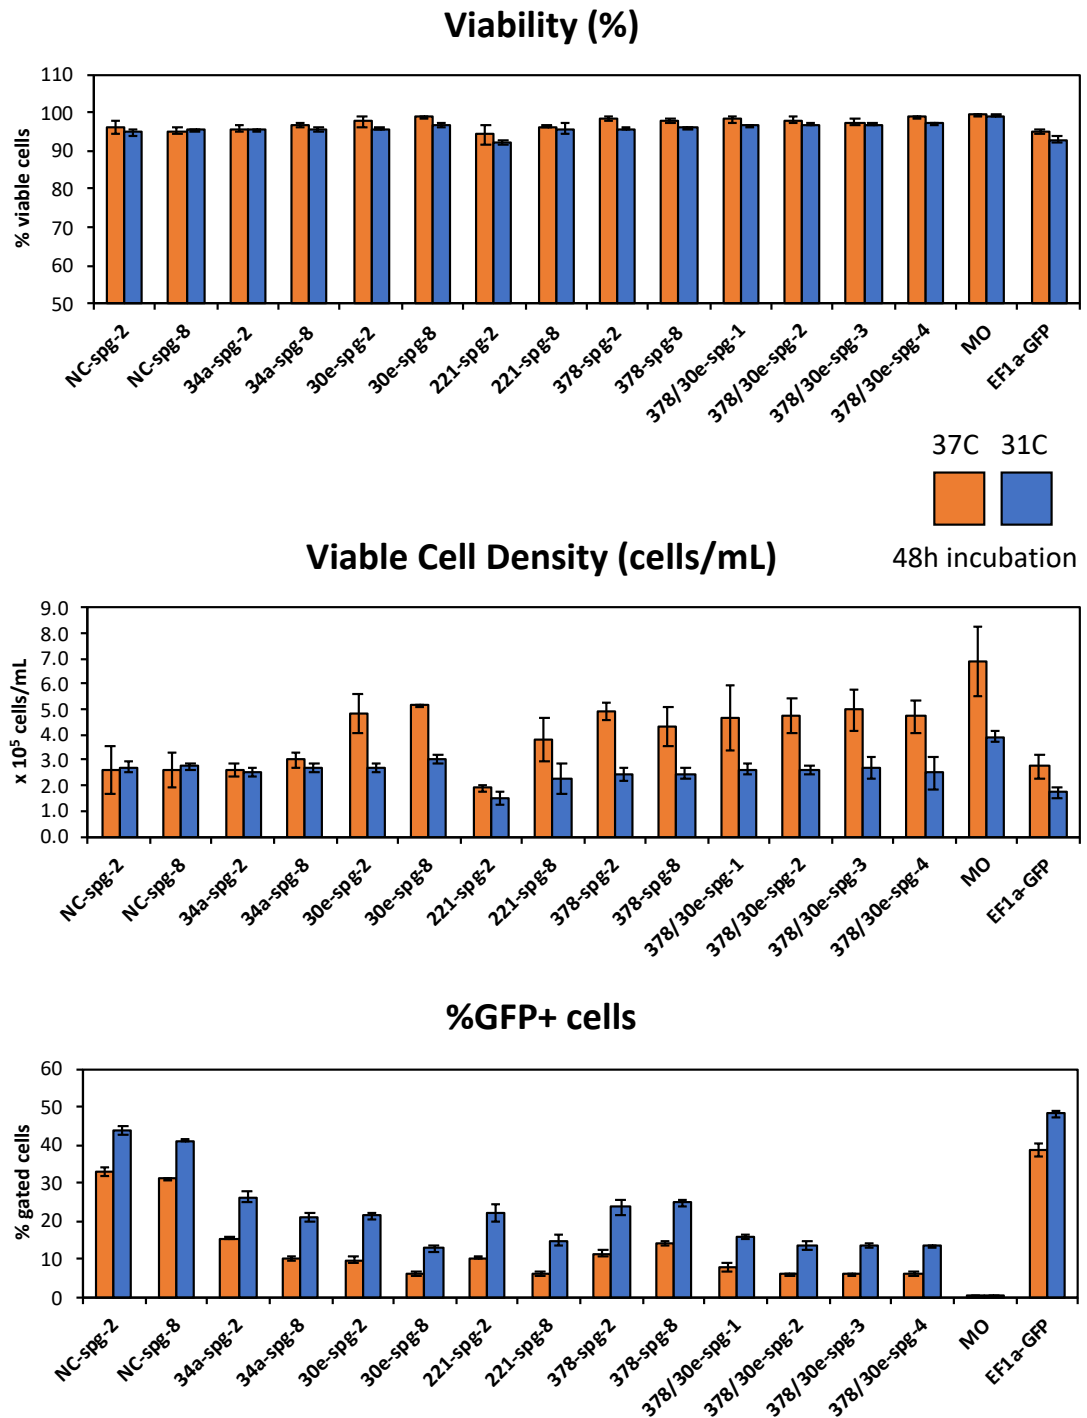 Viability (%)
% viable cells
110
100
90
80
70
60
50
NC-spg-2
NC-spg-8
34a-spg-2
34a-spg-8
30e-spg-2
30e-spg-8
221-spg-2
221-spg-8
378-spg-2
378-spg-8
378/30e-spg-1
378/30e-spg-2
378/30e-spg-3
378/30e-spg-4
MO
EF1a-GFP
37C 31C
48h incubation
Viable Cell Density (cells/mL)
x 10⁵ cells/mL
9.0
8.0
7.0
6.0
5.0
4.0
3.0
2.0
1.0
0.0
NC-spg-2
NC-spg-8
34a-spg-2
34a-spg-8
30e-spg-2
30e-spg-8
221-spg-2
221-spg-8
378-spg-2
378-spg-8
378/30e-spg-1
378/30e-spg-2
378/30e-spg-3
378/30e-spg-4
MO
EF1a-GFP
%GFP+ cells
% gated cells
60
50
40
30
20
10
0
NC-spg-2
NC-spg-8
34a-spg-2
34a-spg-8
30e-spg-2
30e-spg-8
221-spg-2
221-spg-8
378-spg-2
378-spg-8
378/30e-spg-1
378/30e-spg-2
378/30e-spg-3
378/30e-spg-4
MO
EF1a-GFP